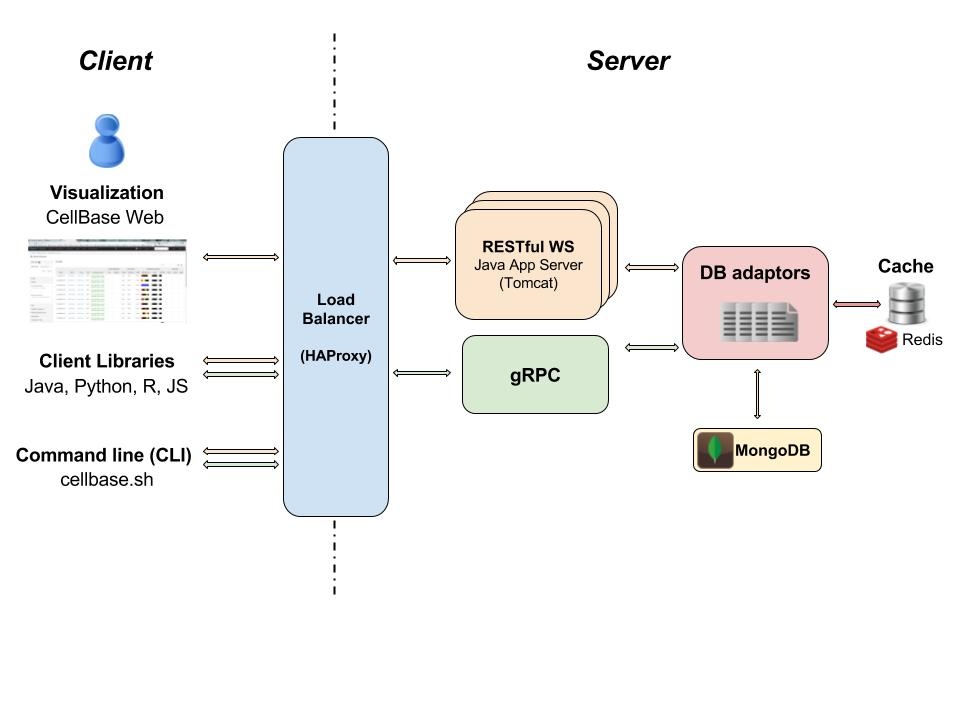 Client
Server
Visualization
CellBase Web
Client Libraries
Java, Python, R, JS
Command line (CLI)
cellbase.sh
Load
Balancer
(HAProxy)
RESTful WS
Java App Server
(Tomcat)
gRPC
DB adaptors
Cache
Redis
MongoDB